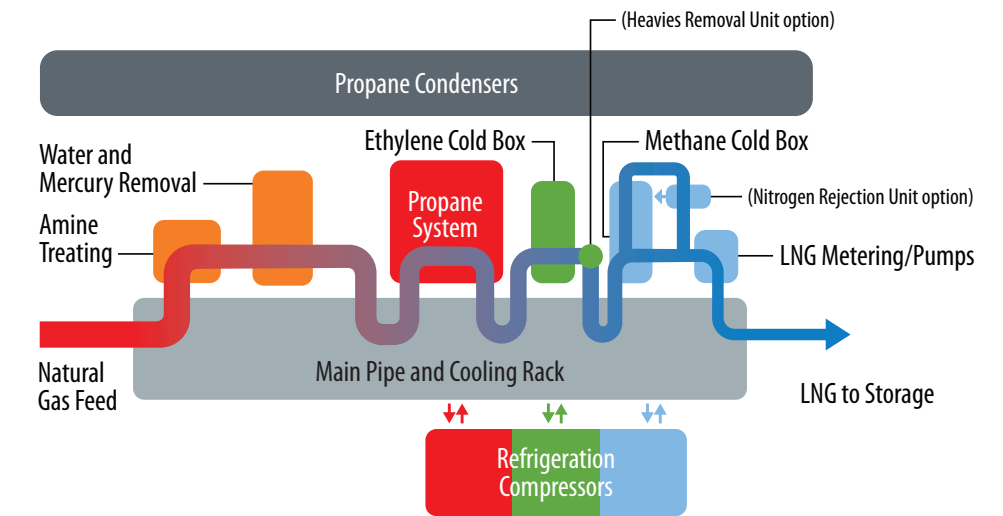 (Heavies Removal Unit option)
Propane Condensers
Ethylene Cold Box
Methane Cold Box
Water and
Mercury Removal
Propane
System
(Nitrogen Rejection Unit option)
Amine
Treating
LNG Metering/Pumps
Natural
Gas Feed
Main Pipe and Cooling Rack
LNG to Storage
Refrigeration
Compressors